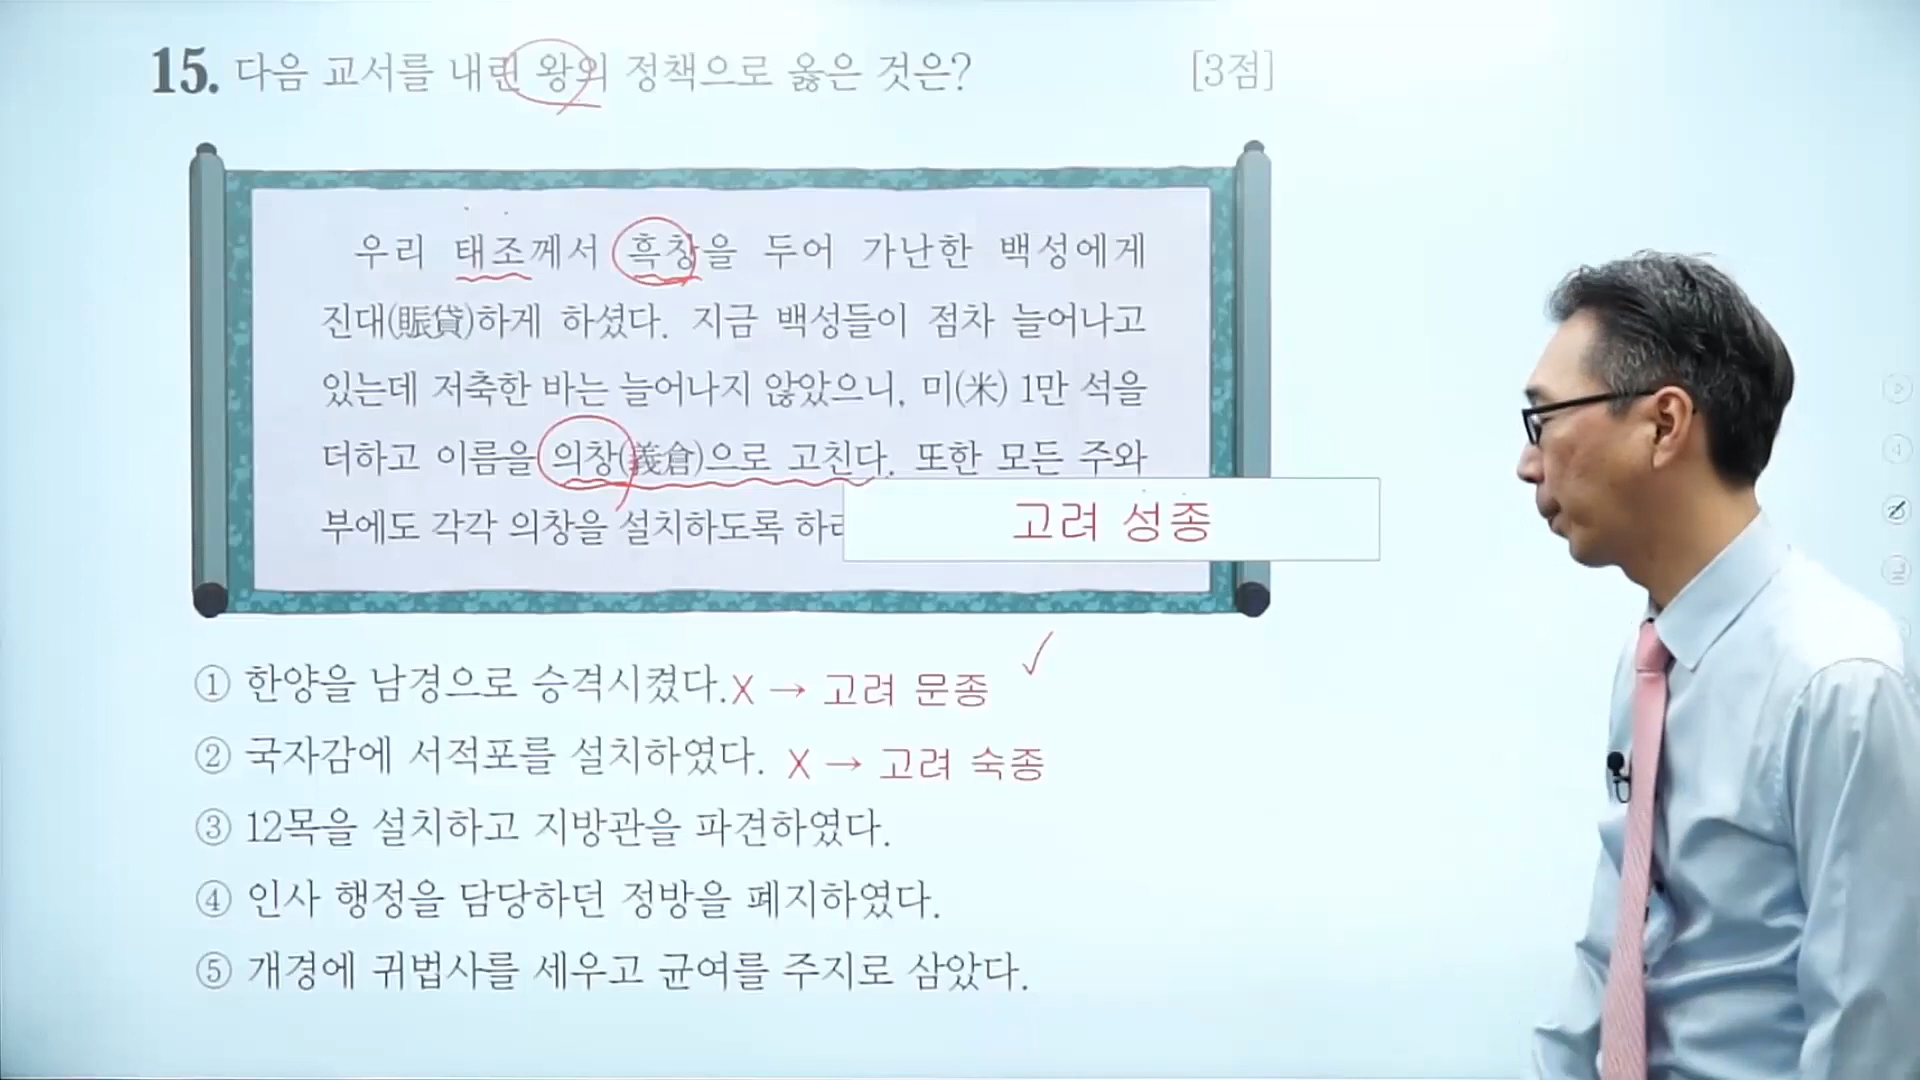 15. 다음 교서를 내린 왕의 정책으로 옳은 것은? [3점]
우리 태조께서 흑창을 두어 가난한 백성에게
진대(賑貸)하게 하셨다. 지금 백성들이 점차 늘어나고
있는데 저축한 바는 늘어나지 않았으니, 미(米) 1만 석을
더하고 이름을 의창(義倉)으로 고친다. 또한 모든 주와
부에도 각각 의창을 설치하도록 하라
고려 성종
① 한양을 남경으로 승격시켰다. X → 고려 문종
② 국자감에 서적포를 설치하였다. X → 고려 숙종
③ 12목을 설치하고 지방관을 파견하였다.
④ 인사 행정을 담당하던 정방을 폐지하였다.
⑤ 개경에 귀법사를 세우고 균여를 주지로 삼았다.